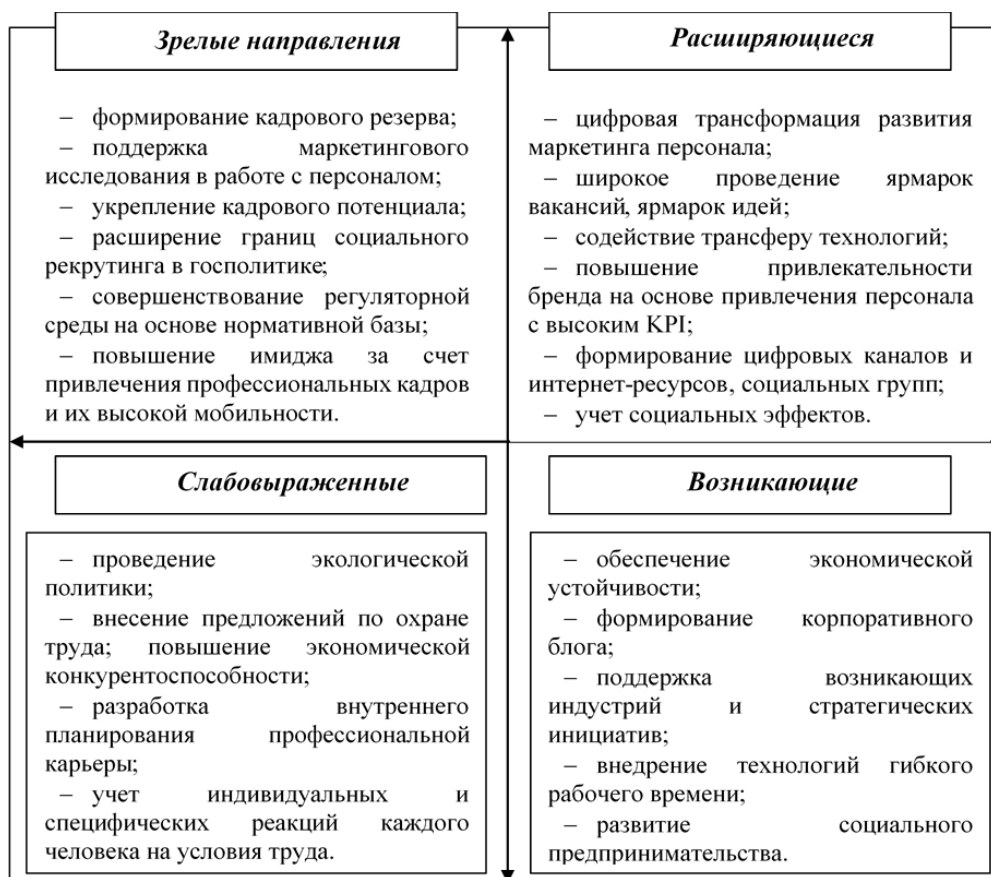 Зрелые направления
– формирование кадрового резерва;
– поддержка маркетингового
исследования в работе с персоналом;
– укрепление кадрового потенциала;
– расширение границ социального
рекрутинга в госполитике;
– совершенствование регуляторной
среды на основе нормативной базы;
– повышение имиджа за счет
привлечения профессиональных кадров
и их высокой мобильности.
Расширяющиеся
– цифровая трансформация развития
маркетинга персонала;
– широкое проведение ярмарок
вакансий, ярмарок идей;
– содействие трансферу технологий;
– повышение привлекательности
бренда на основе привлечения персонала
с высоким KPI;
– формирование цифровых каналов и
интернет-ресурсов, социальных групп;
– учет социальных эффектов.
Слабовыраженные
– проведение экологической
политики;
– внесение предложений по охране
труда; повышение экономической
конкурентоспособности;
– разработка внутреннего
планирования профессиональной
карьеры;
– учет индивидуальных и
специфических реакций каждого
человека на условия труда.
Возникающие
– обеспечение экономической
устойчивости;
– формирование корпоративного
блога;
– поддержка возникающих
индустрий и стратегических
инициатив;
– внедрение технологий гибкого
рабочего времени;
– развитие социального
предпринимательства.